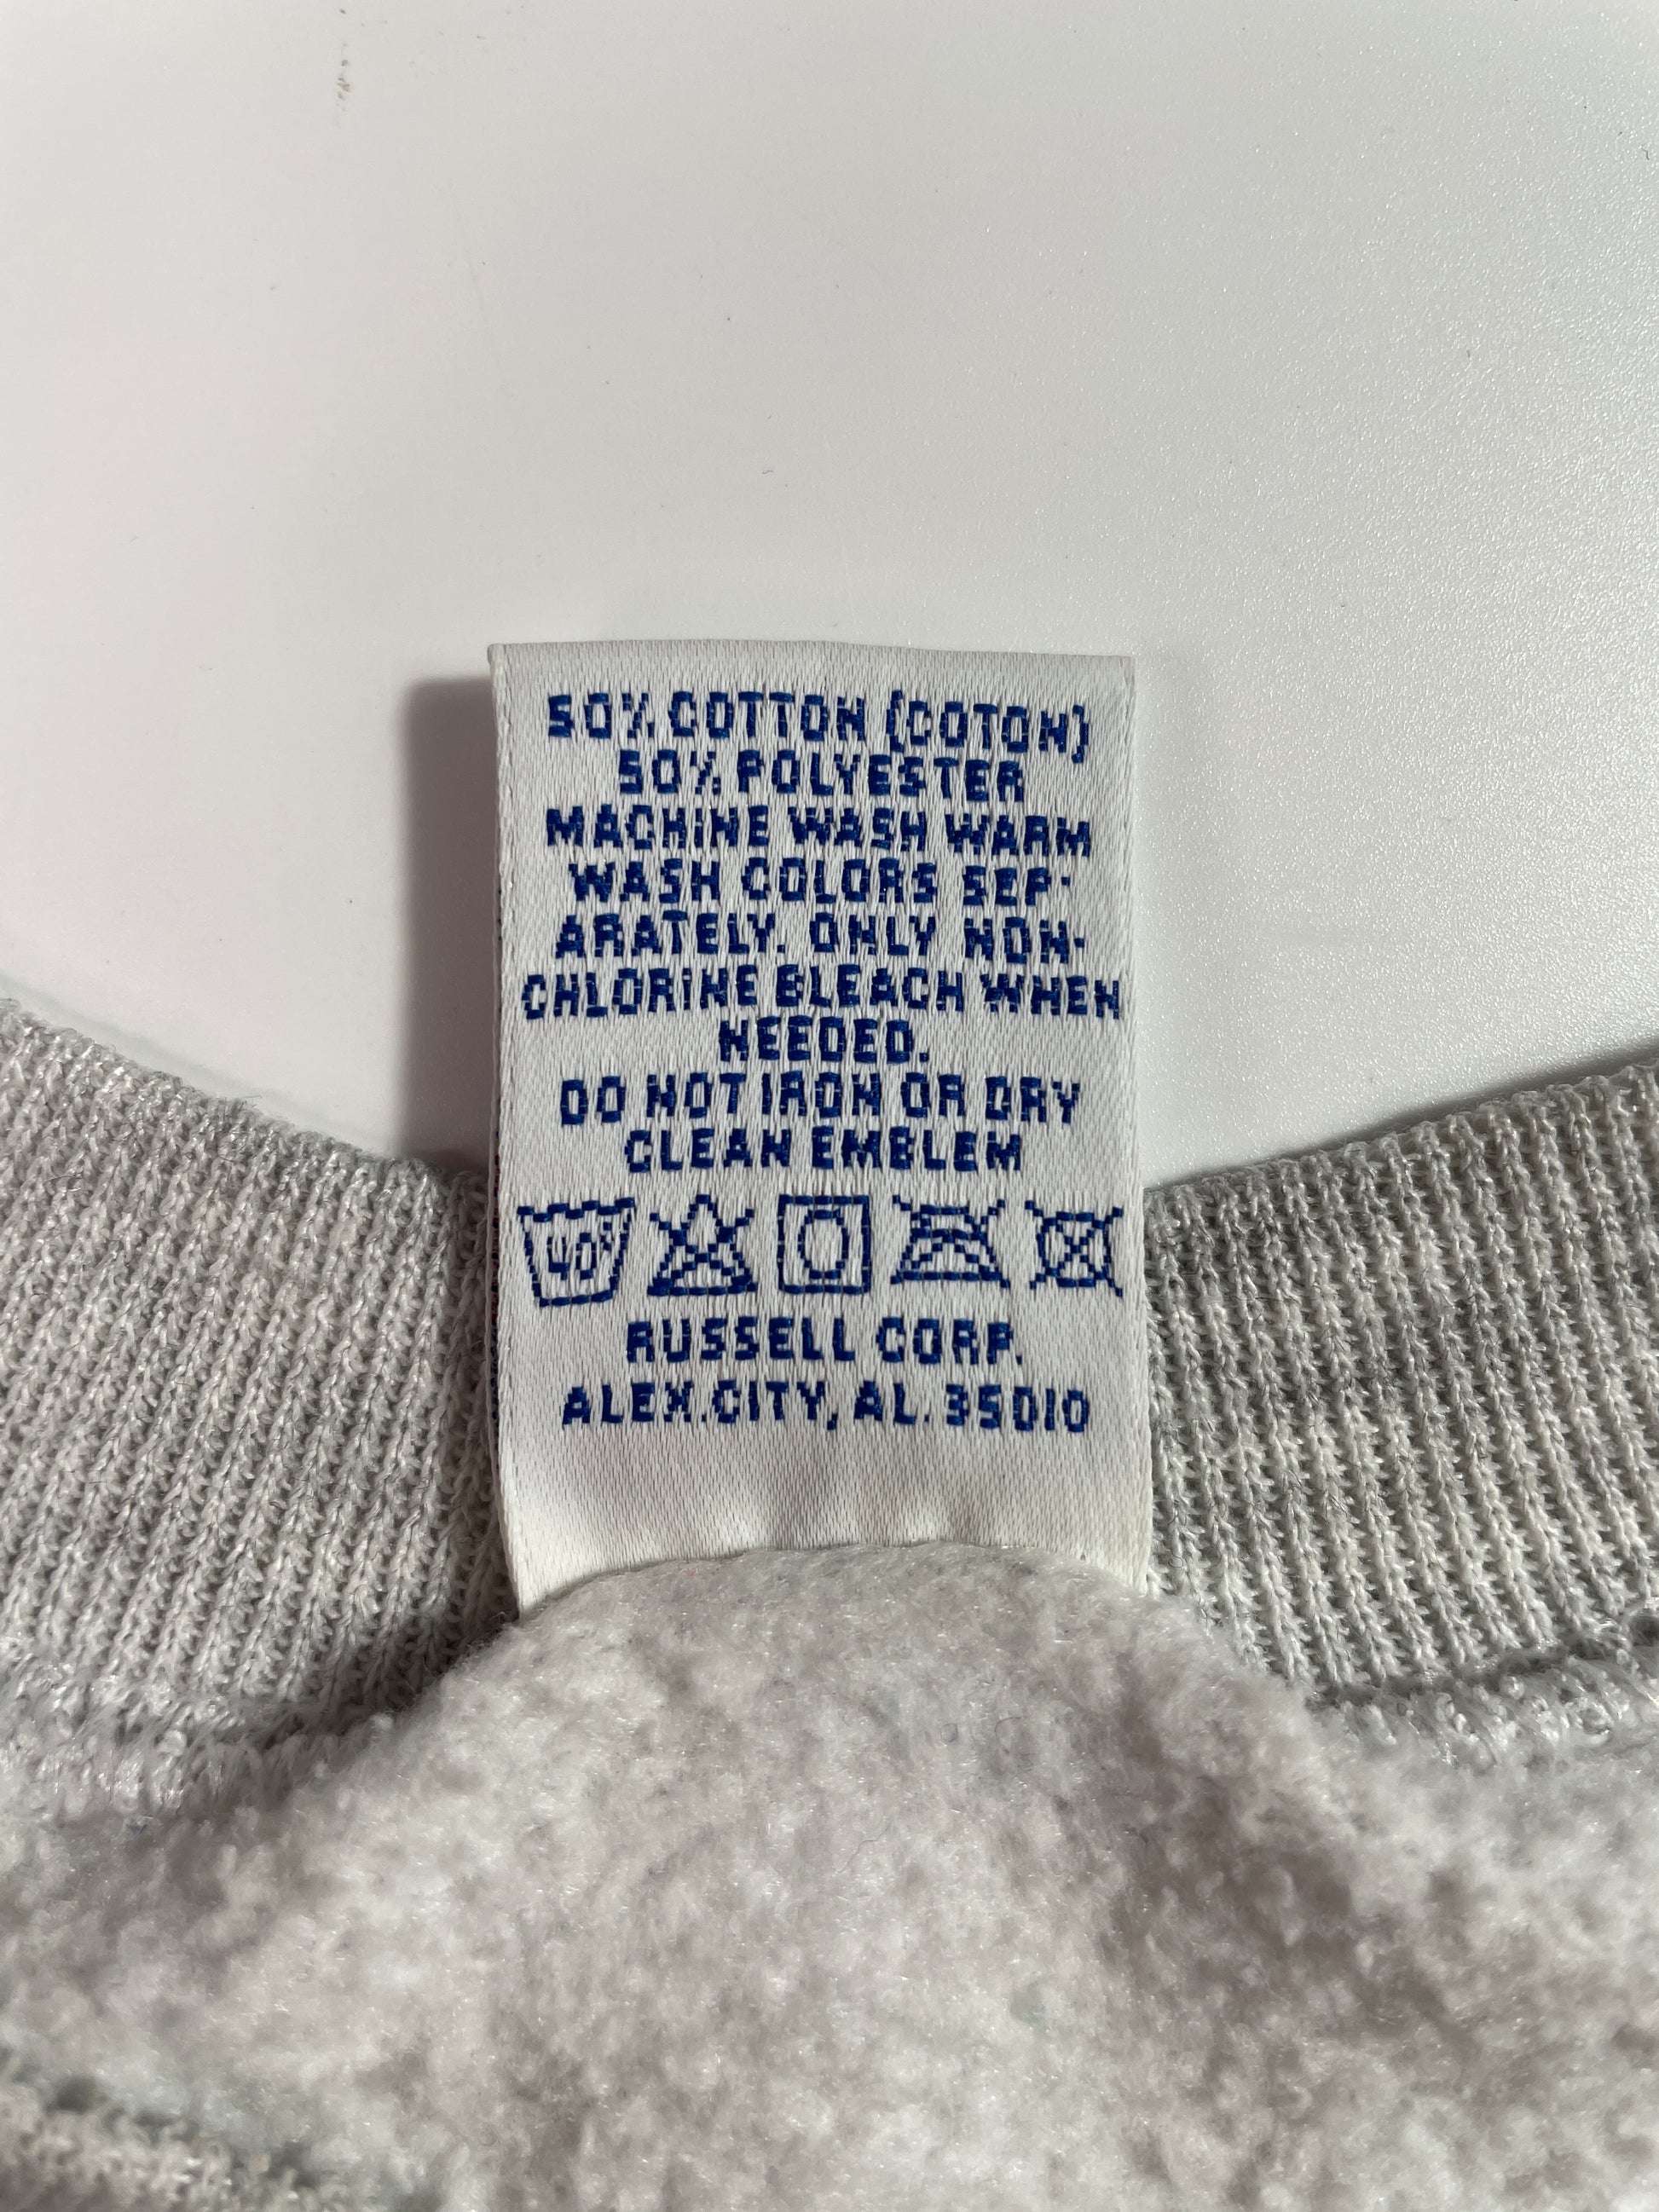 50% COTTON (COTON)
50% POLYESTER
MACHINE WASH WARM
WASH COLORS SEP-
ARATELY. ONLY NON-
CHLORINE BLEACH WHEN
NEEDED.
DO NOT IRON OR DRY
CLEAN EMBLEM
40°
RUSSELL CORP.
ALEX.CITY, AL. 35010